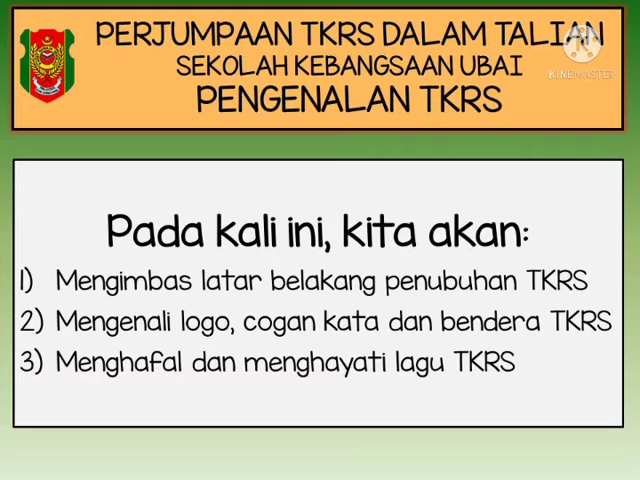 PERJUMPAAN TKRS DALAM TALIAN
SEKOLAH KEBANGSAAN UBAI
KINEMASTER
PENGENALAN TKRS
Pada kali ini, kita akan:
1) Mengimbas latar belakang penubuhan TKRS
2) Mengenali logo, cogan kata dan bendera TKRS
3) Menghafal dan menghayati lagu TKRS